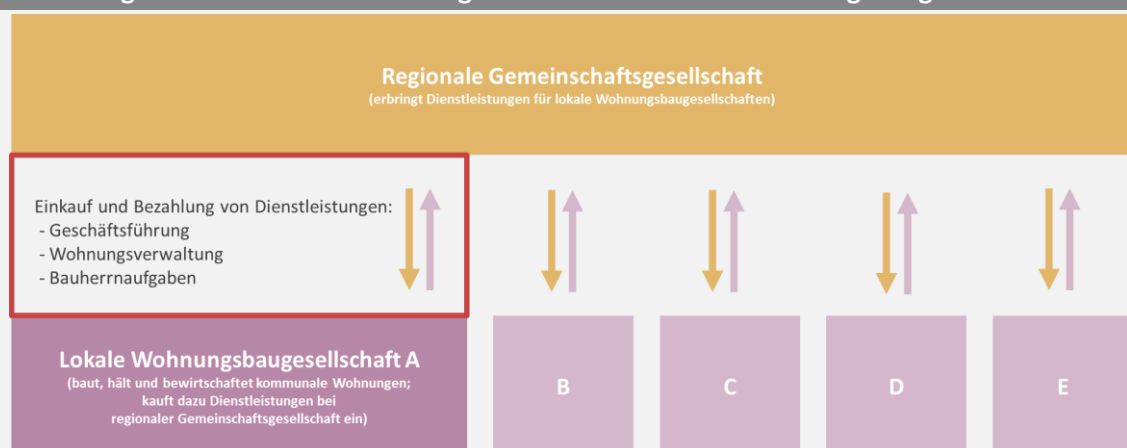 Regionale Gemeinschaftsgesellschaft
(erbringt Dienstleistungen für lokale Wohnungsbaugesellschaften)
Einkauf und Bezahlung von Dienstleistungen:
- Geschäftsführung
- Wohnungsverwaltung
- Bauherrnaufgaben
Lokale Wohnungsbaugesellschaft A
(baut, hält und bewirtschaftet kommunale Wohnungen;
kauft dazu Dienstleistungen bei
regionaler Gemeinschaftsgesellschaft ein)
B
C
D
E